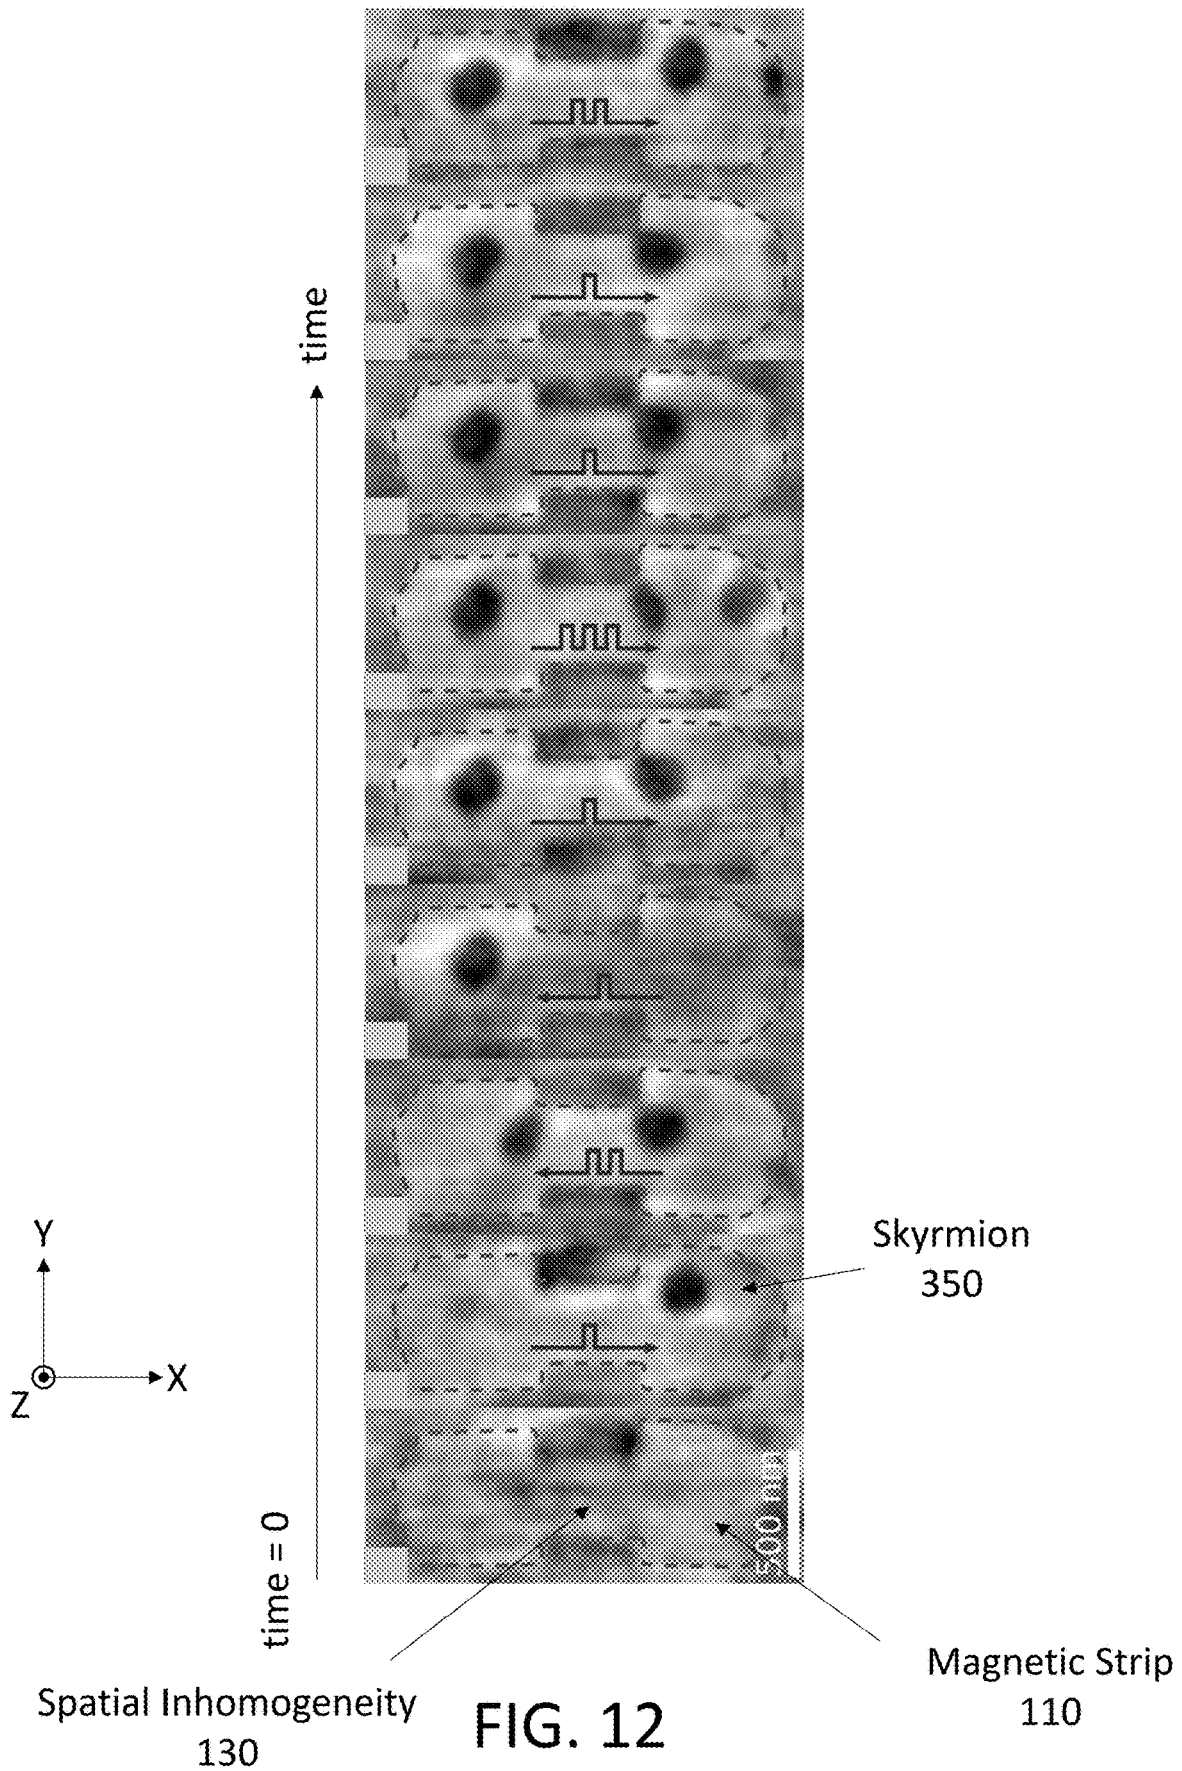 time
Skyrmion
350
Y
X
Z
time = 0
500 nm
Magnetic Strip
110
Spatial Inhomogeneity
130
FIG. 12